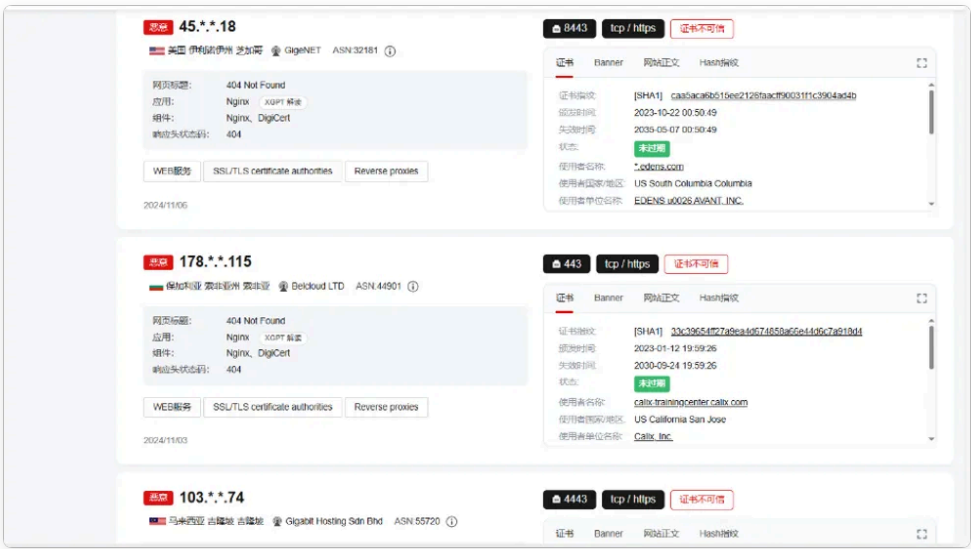 恶意 45.*.*.18
美国 伊利诺伊州 芝加哥 GigeNET ASN:32181
网页标题: 404 Not Found
应用: Nginx XGPT 解读
组件: Nginx、DigiCert
响应头状态码: 404
WEB服务 SSL/TLS certificate authorities Reverse proxies
2024/11/06
8443 tcp / https 证书不可信
证书 Banner 网站正文 Hash指纹
证书指纹: [SHA1] caa5aca6b515ee2126faacff90031f1c3904ad4b
颁发时间: 2023-10-22 00:50:49
失效时间: 2035-05-07 00:50:49
状态: 未过期
使用者名称: *.edens.com
使用者国家/地区: US South Columbia Columbia
使用者单位名称: EDENS u0026 AVANT, INC.
恶意 178.*.*.115
保加利亚 索非亚州 索非亚 Belcloud LTD ASN:44901
网页标题: 404 Not Found
应用: Nginx XGPT 解读
组件: Nginx、DigiCert
响应头状态码: 404
WEB服务 SSL/TLS certificate authorities Reverse proxies
2024/11/03
443 tcp / https 证书不可信
证书 Banner 网站正文 Hash指纹
证书指纹: [SHA1] 33c39654ff27a9ea4d674858a66e44d6c7a918d4
颁发时间: 2023-01-12 19:59:26
失效时间: 2030-09-24 19:59:26
状态: 未过期
使用者名称: calix-trainingcenter.calix.com
使用者国家/地区: US California San Jose
使用者单位名称: Calix, Inc.
恶意 103.*.*.74
马来西亚 吉隆坡 吉隆坡 Gigabit Hosting Sdn Bhd ASN:55720
4443 tcp / https 证书不可信
证书 Banner 网站正文 Hash指纹